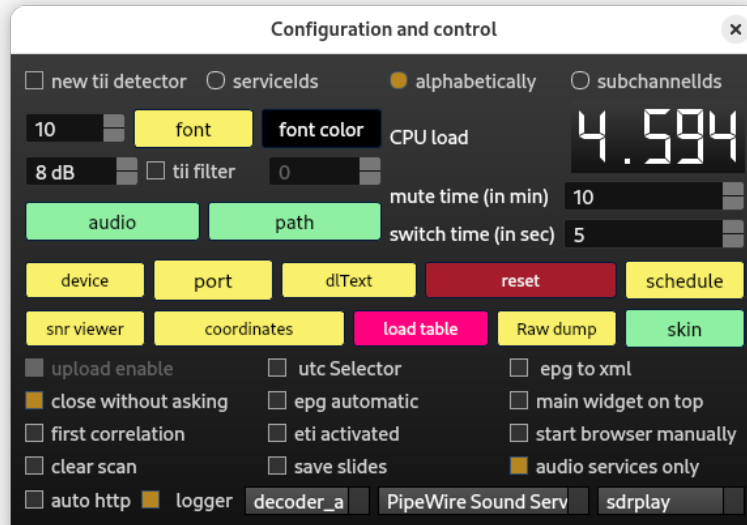 Configuration and control
new tii detector serviceIds alphabetically subchannelIds
10 font font color CPU load 4.594
8 dB tii filter 0
mute time (in min) 10
audio path
switch time (in sec) 5
device port dlText reset schedule
snr viewer coordinates load table Raw dump skin
upload enable utc Selector epg to xml
close without asking epg automatic main widget on top
first correlation eti activated start browser manually
clear scan save slides audio services only
auto http logger decoder_a PipeWire Sound Serv sdrplay